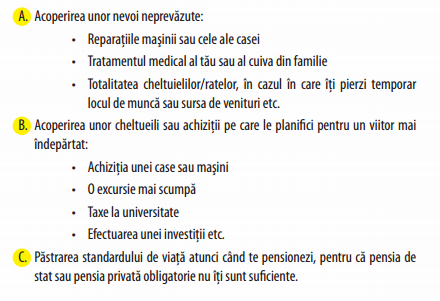 A. Acoperirea unor nevoi neprevăzute:
• Reparațiile mașinii sau cele ale casei
• Tratamentul medical al tău sau al cuiva din familie
• Totalitatea cheltuielilor/ratelor, în cazul în care îți pierzi temporar
locul de muncă sau sursa de venituri etc.
B. Acoperirea unor cheltueili sau achiziții pe care le planifici pentru un viitor mai
îndepărtat:
• Achiziția unei case sau mașini
• O excursie mai scumpă
• Taxe la universitate
• Efectuarea unei investiții etc.
C. Păstrarea standardului de viață atunci când te pensionezi, pentru că pensia de
stat sau pensia privată obligatorie nu îți sunt suficiente.